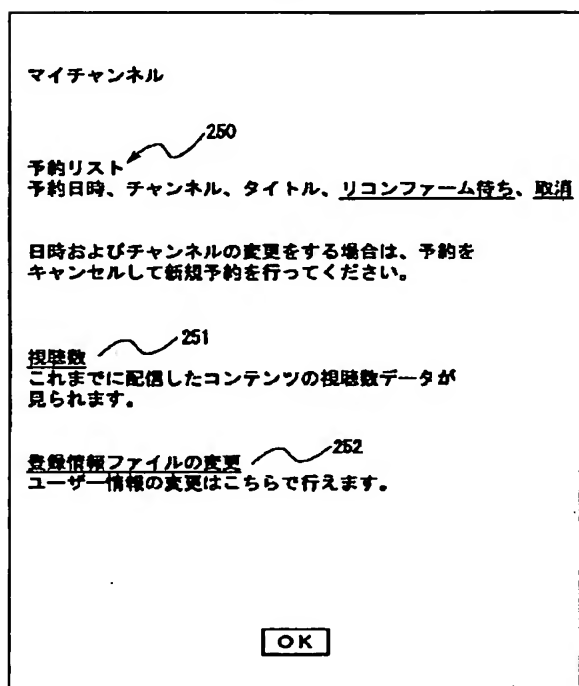 マイチャンネル
250
予約リスト
予約日時、チャンネル、タイトル、リコンファーム待ち、取消
日時およびチャンネルの変更をする場合は、予約を
キャンセルして新規予約を行ってください。
251
視聴数
これまでに配信したコンテンツの視聴数データが
見られます。
252
登録情報ファイルの変更
ユーザー情報の変更はこちらで行えます。
OK